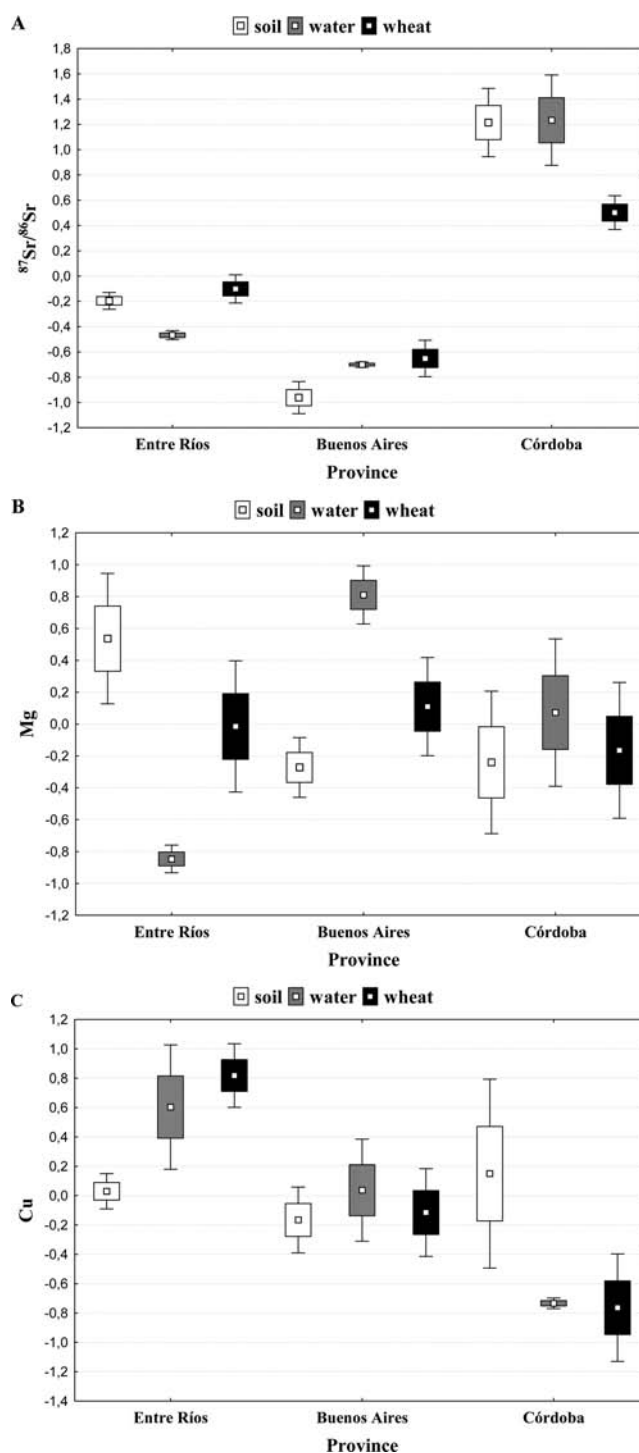 A
soil water wheat
1,8
1,6
1,4
1,2
1,0
0,8
0,6
0,4
0,2
0,0
-0,2
-0,4
-0,6
-0,8
-1,0
-1,2
⁸⁷Sr/⁸⁶Sr
Entre Ríos Buenos Aires Córdoba
Province
B
soil water wheat
1,2
1,0
0,8
0,6
0,4
0,2
0,0
-0,2
-0,4
-0,6
-0,8
-1,0
-1,2
Mg
Entre Ríos Buenos Aires Córdoba
Province
C
soil water wheat
1,2
1,0
0,8
0,6
0,4
0,2
0,0
-0,2
-0,4
-0,6
-0,8
-1,0
-1,2
-1,4
Cu
Entre Ríos Buenos Aires Córdoba
Province